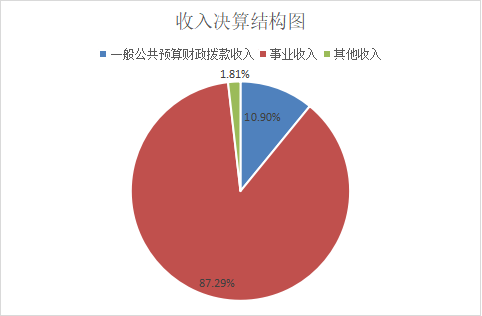 收入决算结构图
一般公共预算财政拨款收入 事业收入 其他收入
1.81%
10.90%
87.29%